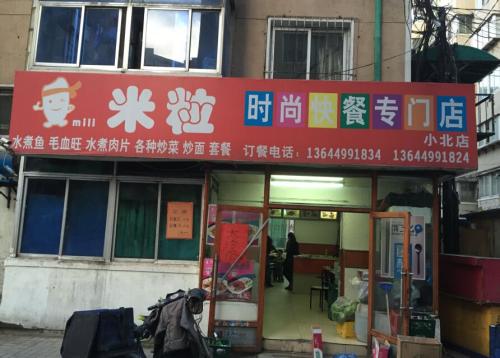 mili 米粒 时尚快餐专门店
小北店
水煮鱼 毛血旺 水煮肉片 各种炒菜 炒面 套餐 订餐电话：13644991834 13644991824